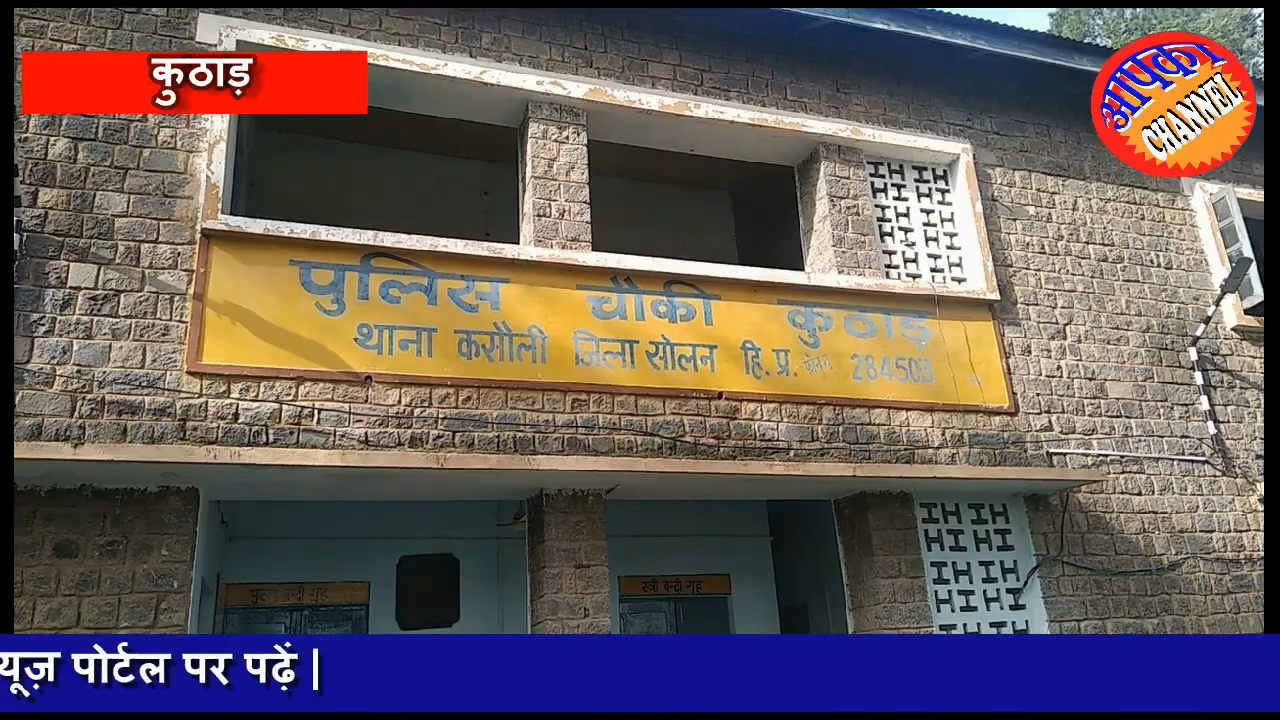 कुठाड़
आपका
CHANNEL
पुलिस चौकी कुठाड़
थाना कसौली जिला सोलन हि.प्र. 284503
स्त्री बन्दी गृह
यूज़ पोर्टल पर पढ़ें |